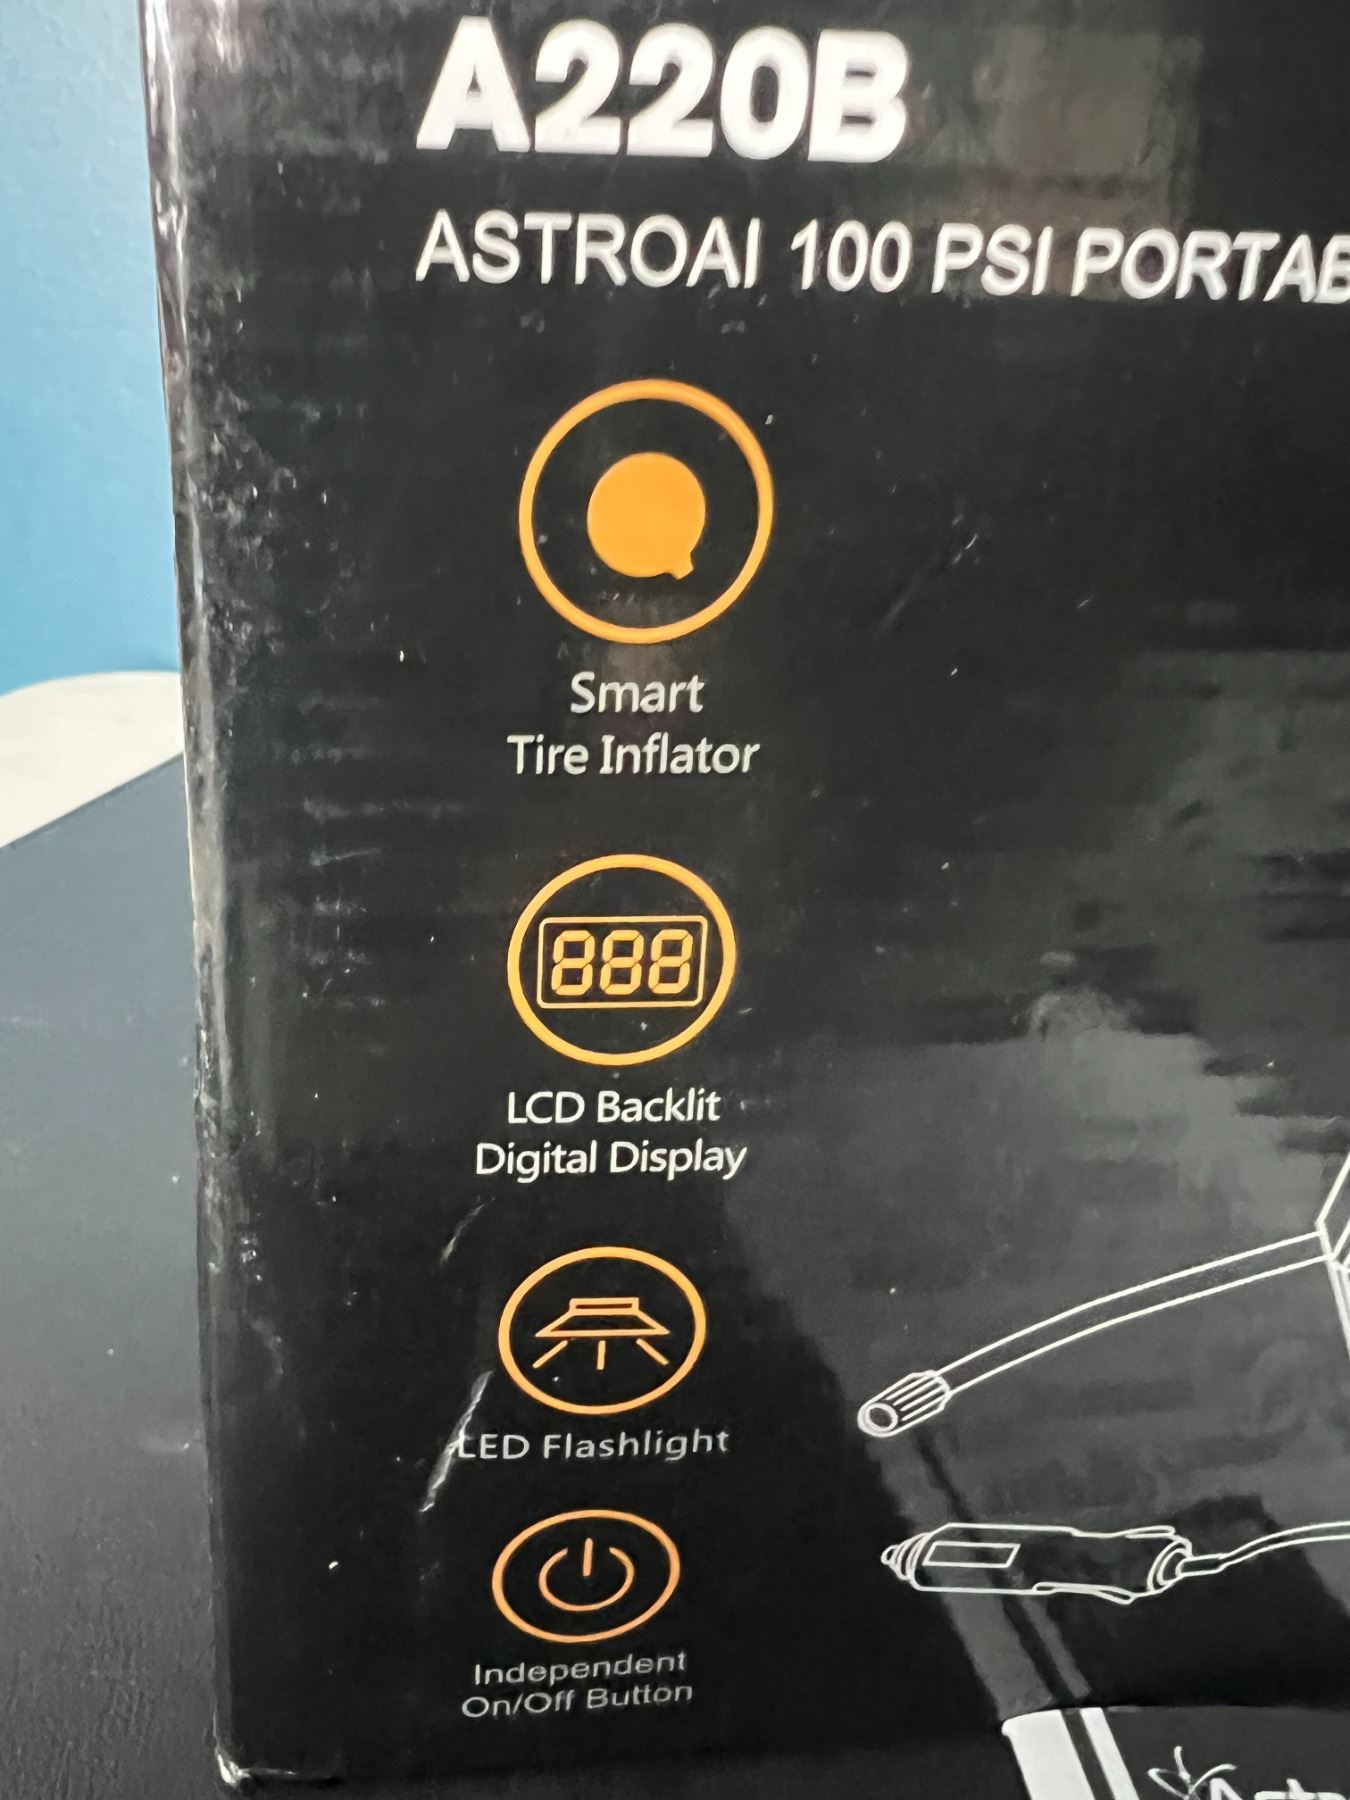 A220B
ASTROAI 100 PSI PORTAB
Smart
Tire Inflator
888
LCD Backlit
Digital Display
LED Flashlight
Independent
On/Off Button
Astro